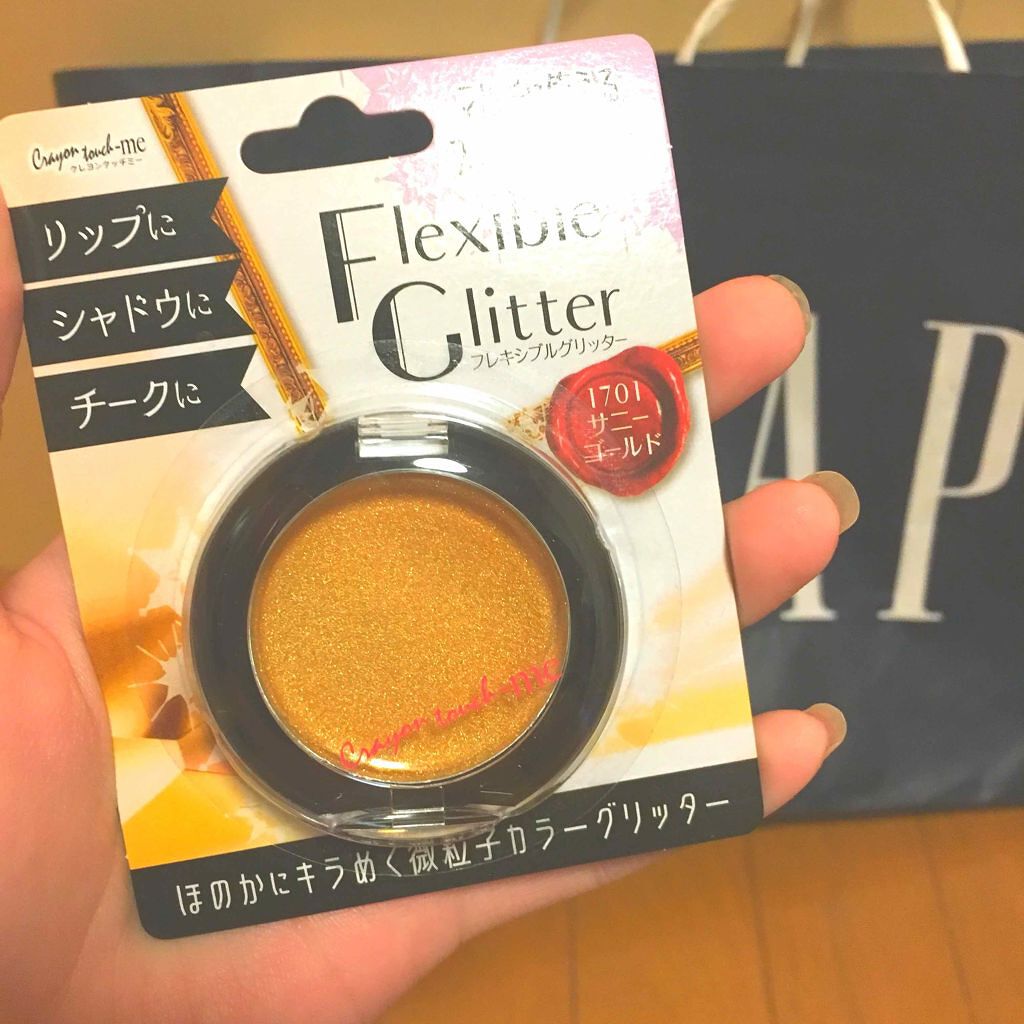 Crayon touch-me
クレヨンタッチミー
リップに
シャドウに
チークに
Flexible
Glitter
フレキシブルグリッター
1701
サニー
ゴールド
Crayon touch-me
ほのかにキラめく微粒子カラーグリッター
AP